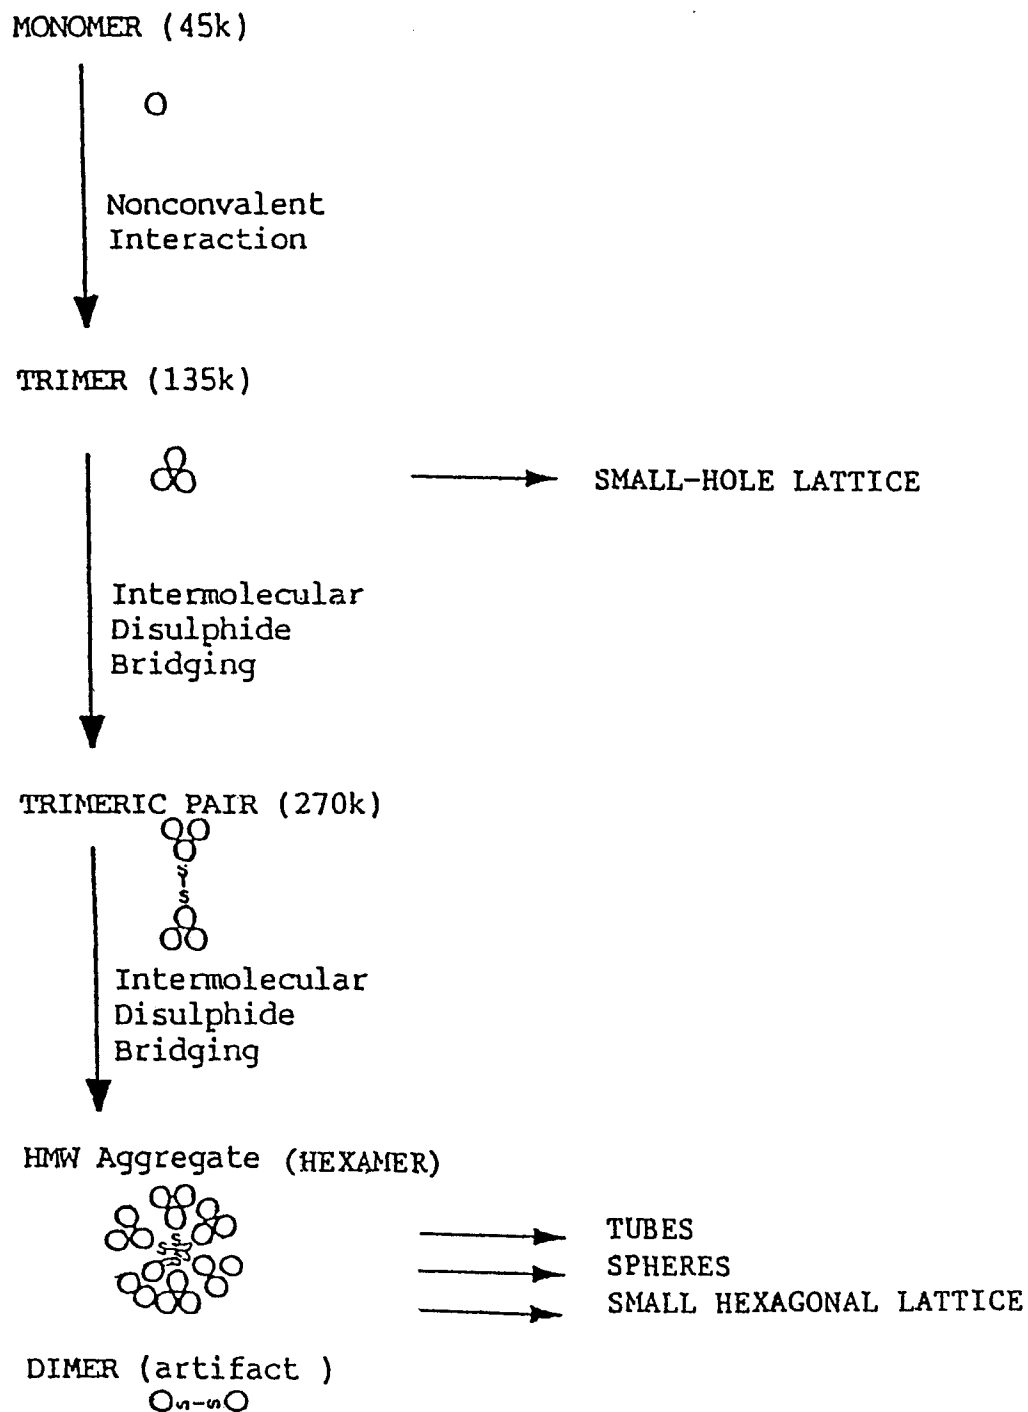 MONOMER (45k)
Nonconvalent
Interaction
TRIMER (135k)
SMALL-HOLE LATTICE
Intermolecular
Disulphide
Bridging
TRIMERIC PAIR (270k)
S
S
Intermolecular
Disulphide
Bridging
HMW Aggregate (HEXAMER)
TUBES
SPHERES
SMALL HEXAGONAL LATTICE
DIMER (artifact )
S-S